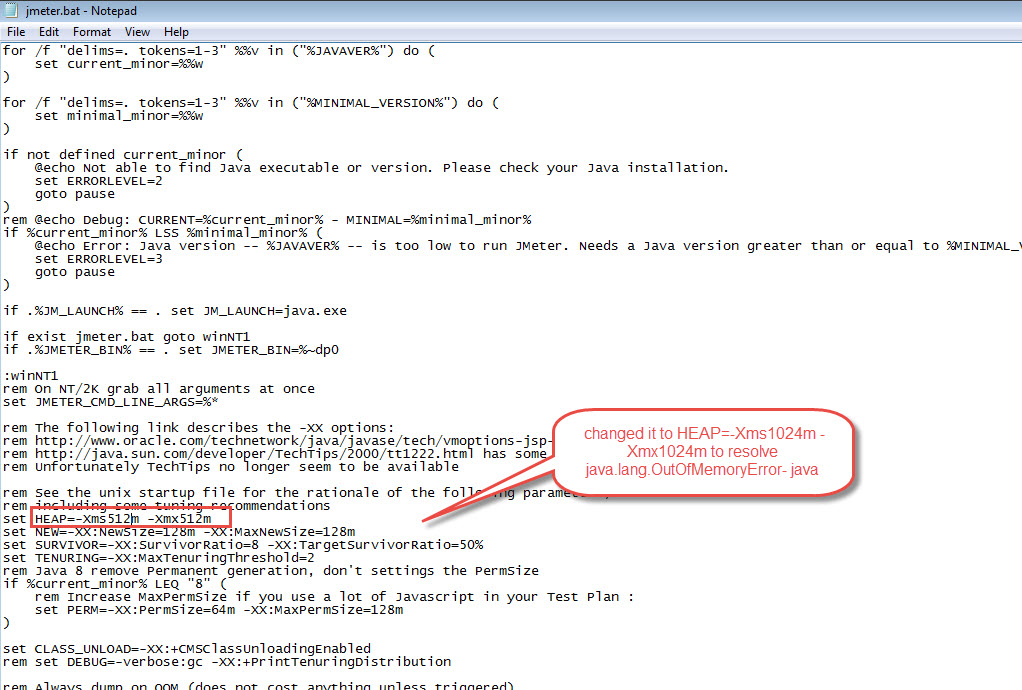 jmeter.bat - Notepad
File Edit Format View Help
for /f "delims=. tokens=1-3" %%v in ("%JAVAVER%") do (
    set current_minor=%%w
)
for /f "delims=. tokens=1-3" %%v in ("%MINIMAL_VERSION%") do (
    set minimal_minor=%%w
)
if not defined current_minor (
    @echo Not able to find Java executable or version. Please check your Java installation.
    set ERRORLEVEL=2
    goto pause
)
rem @echo Debug: CURRENT=%current_minor% - MINIMAL=%minimal_minor%
if %current_minor% LSS %minimal_minor% (
    @echo Error: Java version -- %JAVAVER% -- is too low to run JMeter. Needs a Java version greater than or equal to %MINIMAL_V
    set ERRORLEVEL=3
    goto pause
)
if .%JM_LAUNCH% == . set JM_LAUNCH=java.exe
if exist jmeter.bat goto winNT1
if .%JMETER_BIN% == . set JMETER_BIN=%~dp0
:winNT1
rem On NT/2K grab all arguments at once
set JMETER_CMD_LINE_ARGS=%*
rem The following link describes the -XX options:
rem http://www.oracle.com/technetwork/java/javase/tech/vmoptions-jsp-
rem http://java.sun.com/developer/TechTips/2000/tt1222.html has some
rem Unfortunately TechTips no longer seem to be available
changed it to HEAP=-Xms1024m -
Xmx1024m to resolve
java.lang.OutOfMemoryError- java
rem See the unix startup file for the rationale of the following parameters,
rem including some tuning recommendations
set HEAP=-Xms512m -Xmx512m
set NEW=-XX:NewSize=128m -XX:MaxNewSize=128m
set SURVIVOR=-XX:SurvivorRatio=8 -XX:TargetSurvivorRatio=50%
set TENURING=-XX:MaxTenuringThreshold=2
rem Java 8 remove Permanent generation, don't settings the PermSize
if %current_minor% LEQ "8" (
    rem Increase MaxPermSize if you use a lot of Javascript in your Test Plan :
    set PERM=-XX:PermSize=64m -XX:MaxPermSize=128m
)
set CLASS_UNLOAD=-XX:+CMSClassUnloadingEnabled
rem set DEBUG=-verbose:gc -XX:+PrintTenuringDistribution
rem Always dump on OOM (does not cost anything unless triggered)